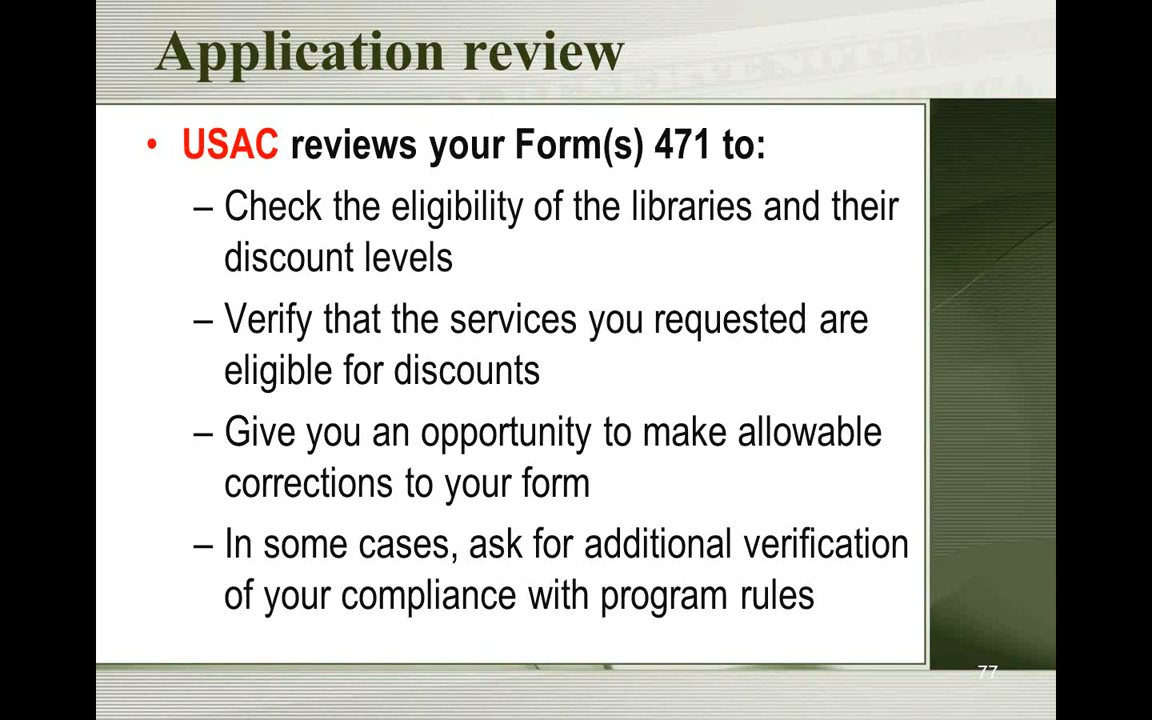 Application review
• USAC reviews your Form(s) 471 to:
– Check the eligibility of the libraries and their
discount levels
– Verify that the services you requested are
eligible for discounts
– Give you an opportunity to make allowable
corrections to your form
– In some cases, ask for additional verification
of your compliance with program rules
77